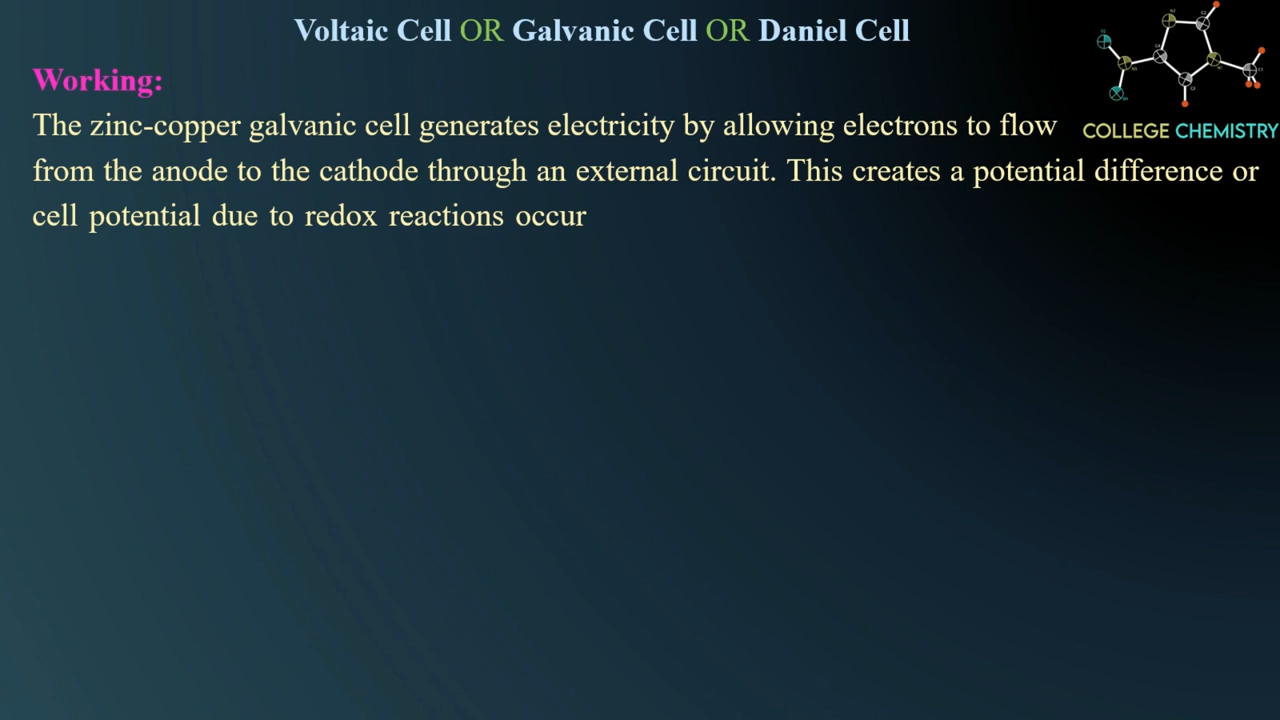 Voltaic Cell OR Galvanic Cell OR Daniel Cell
Working:
The zinc-copper galvanic cell generates electricity by allowing electrons to flow
COLLEGE CHEMISTRY
from the anode to the cathode through an external circuit. This creates a potential difference or
cell potential due to redox reactions occur